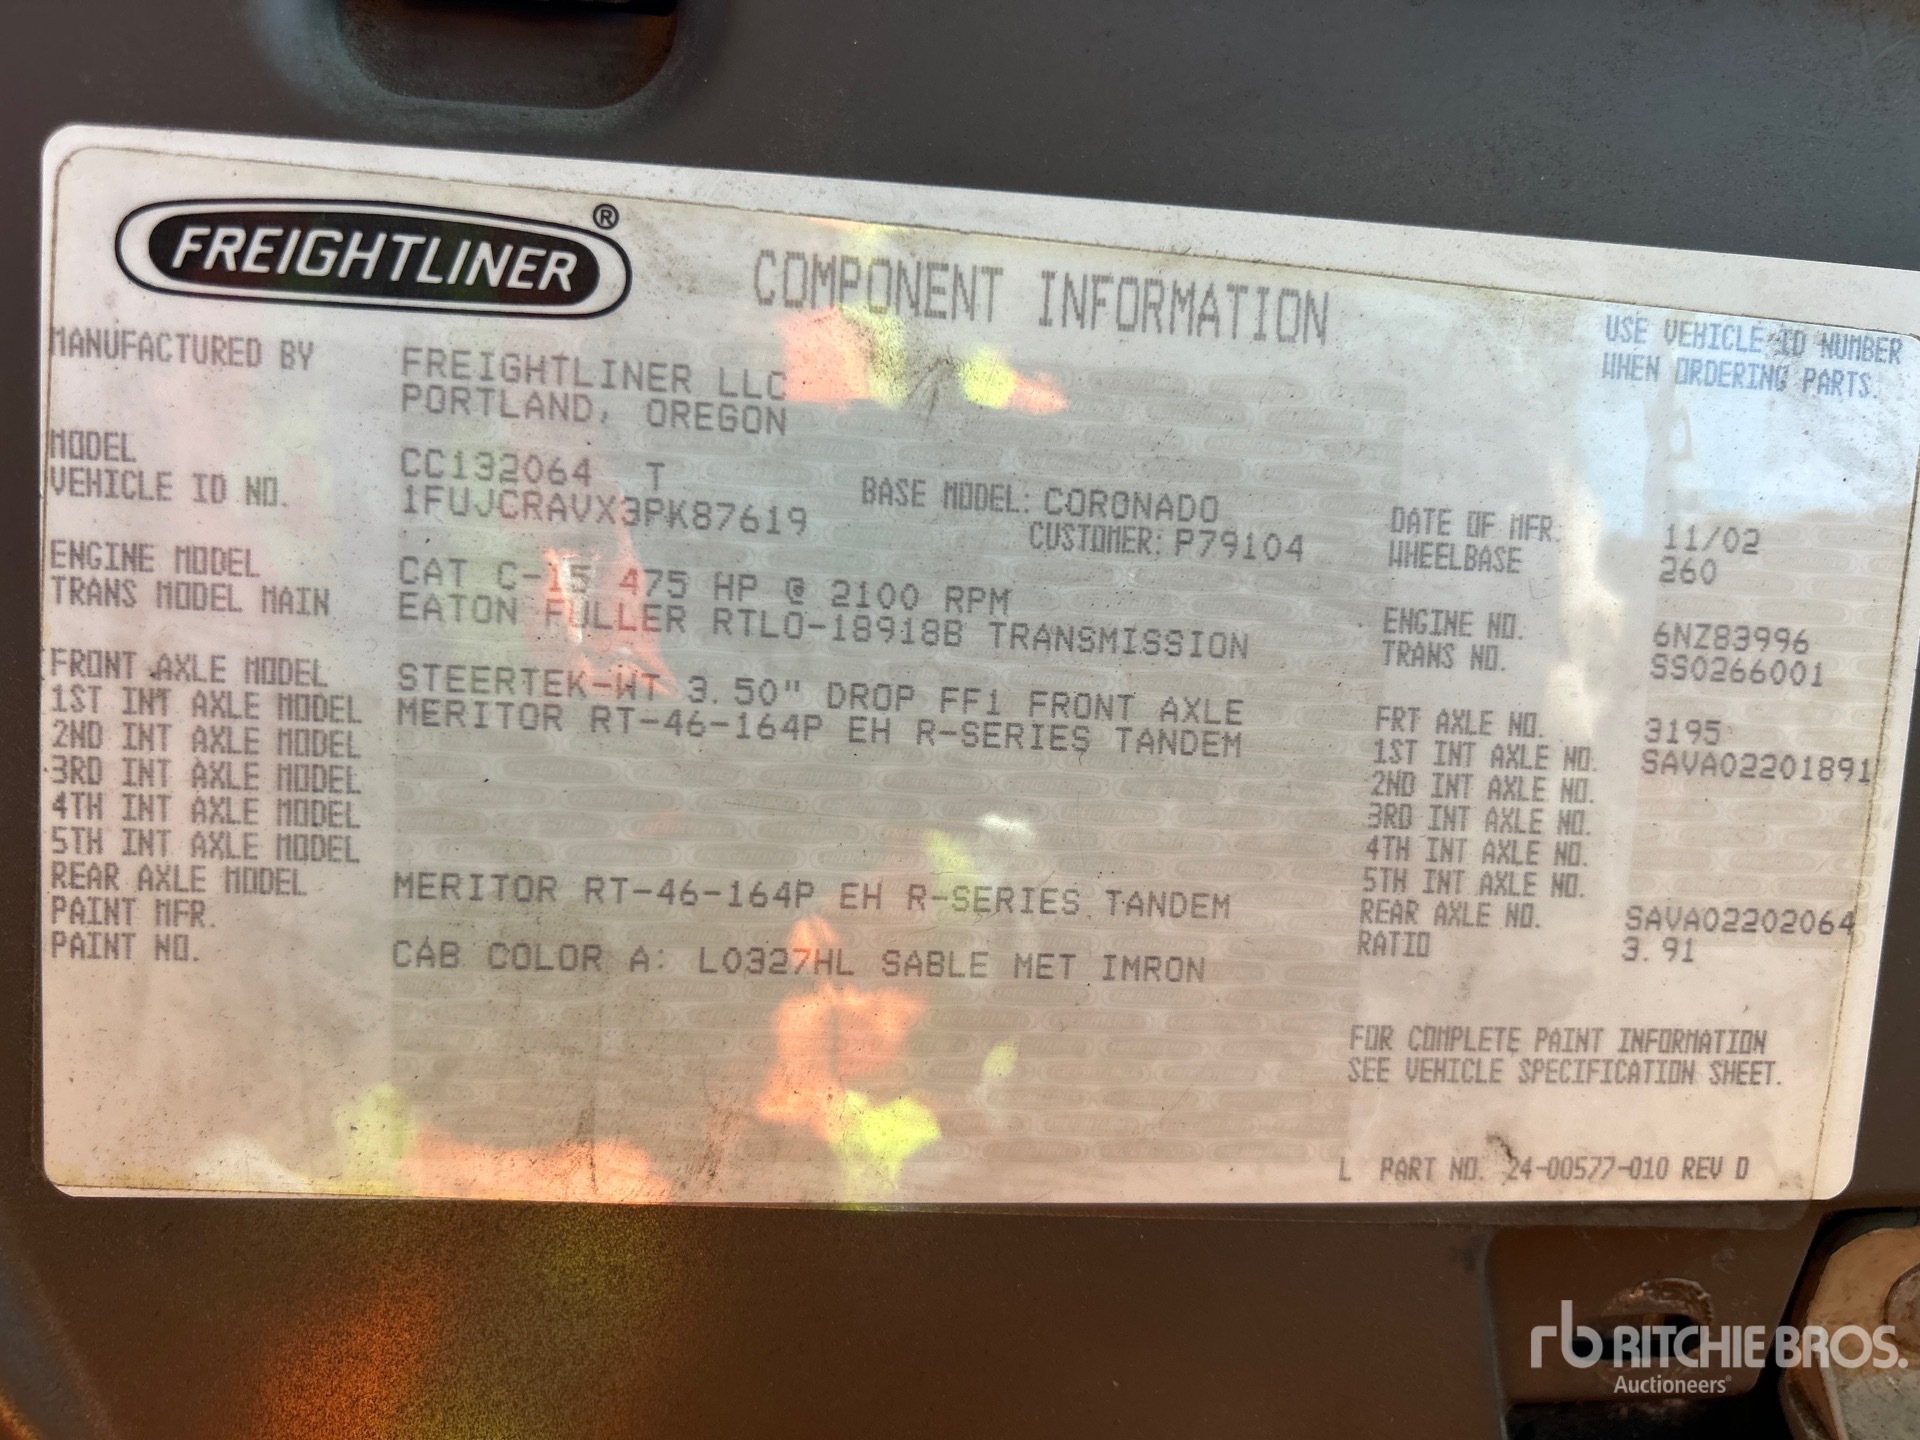 FREIGHTLINER®
COMPONENT INFORMATION
USE VEHICLE ID NUMBER
WHEN ORDERING PARTS.
MANUFACTURED BY FREIGHTLINER LLC
PORTLAND, OREGON
MODEL CC132064 T BASE MODEL: CORONADO DATE OF MFR: 11/02
VEHICLE ID NO. 1FUJCRAVX3PK87619 CUSTOMER: P79104 WHEELBASE 260
ENGINE MODEL CAT C-15 475 HP @ 2100 RPM ENGINE NO. 6NZ83996
TRANS MODEL MAIN EATON FULLER RTLO-18918B TRANSMISSION TRANS NO. SS0266001
FRONT AXLE MODEL STEERTEK-WT 3.50" DROP FF1 FRONT AXLE FRT AXLE NO. 3195
1ST INT AXLE MODEL MERITOR RT-46-164P EH R-SERIES TANDEM 1ST INT AXLE NO. SAVA02201891
2ND INT AXLE MODEL 2ND INT AXLE NO.
3RD INT AXLE MODEL 3RD INT AXLE NO.
4TH INT AXLE MODEL 4TH INT AXLE NO.
5TH INT AXLE MODEL 5TH INT AXLE NO.
REAR AXLE MODEL MERITOR RT-46-164P EH R-SERIES TANDEM REAR AXLE NO. SAVA02202064
PAINT MFR. RATIO 3.91
PAINT NO. CAB COLOR A: L0327HL SABLE MET IMRON
FOR COMPLETE PAINT INFORMATION
SEE VEHICLE SPECIFICATION SHEET.
L PART NO. 24-00577-010 REV D
rb RITCHIE BROS.
Auctioneers